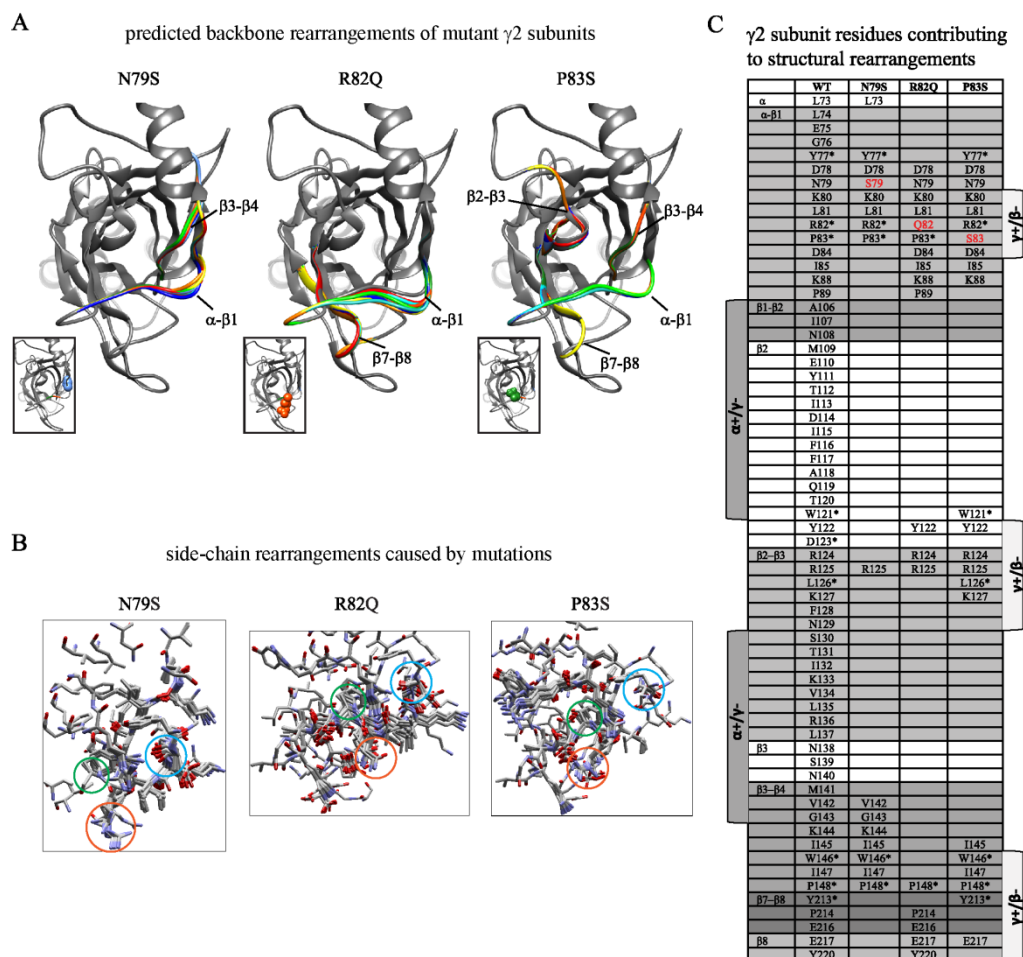 A
predicted backbone rearrangements of mutant γ2 subunits
N79S
R82Q
P83S
β3-β4
α-β1
α-β1
β7-β8
β2-β3
β3-β4
α-β1
β7-β8
B
side-chain rearrangements caused by mutations
N79S
R82Q
P83S
C
γ2 subunit residues contributing
to structural rearrangements
WT N79S R82Q P83S
α L73 L73
α-β1 L74
E75
G76
Y77* Y77* Y77*
D78 D78 D78 D78
N79 S79 N79 N79
K80 K80 K80 K80
L81 L81 L81 L81
R82* R82* Q82 R82*
P83* P83* P83* S83
D84 D84 D84
I85 I85 I85
K88 K88 K88
P89 P89
β1-β2 A106
I107
N108
β2 M109
E110
Y111
T112
I113
D114
I115
F116
F117
A118
Q119
T120
W121* W121*
Y122 Y122 Y122
D123*
β2–β3 R124 R124 R124
R125 R125 R125 R125
L126* L126*
K127 K127
F128
N129
S130
T131
I132
K133
V134
L135
R136
L137
β3 N138
S139
N140
β3–β4 M141
V142 V142
G143 G143
K144 K144
I145 I145 I145
W146* W146* W146*
I147 I147 I147
P148* P148* P148* P148*
β7–β8 Y213* Y213*
P214 P214
E216 E216
β8 E217 E217 E217
Y220 Y220
α+/γ-
α+/γ-
γ+/β-
γ+/β-
γ+/β-